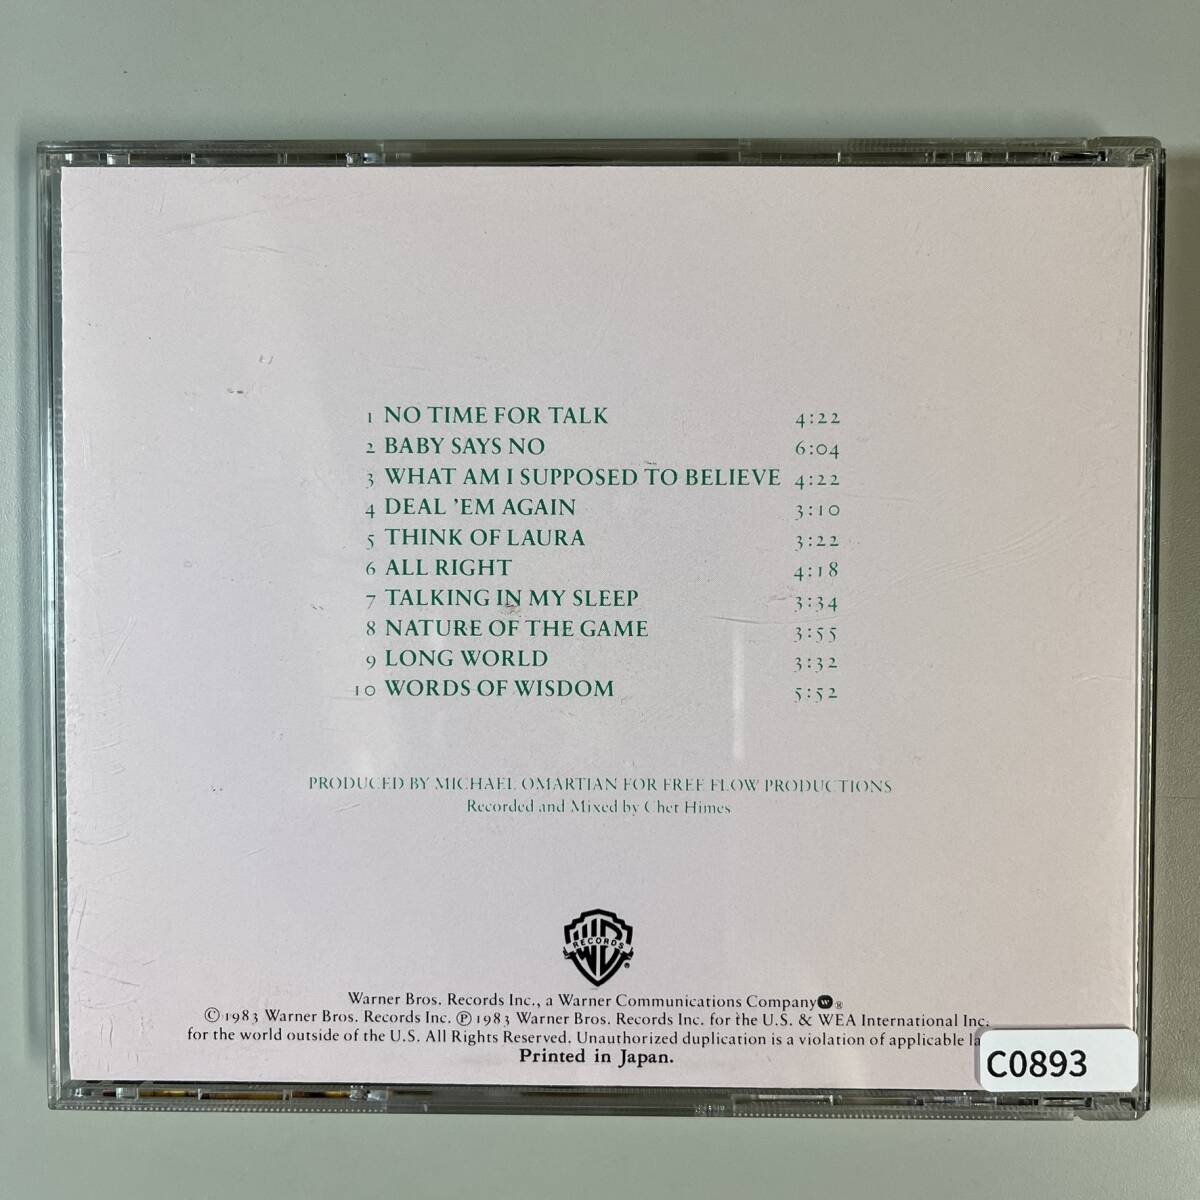 1 NO TIME FOR TALK 4:22
2 BABY SAYS NO 6:04
3 WHAT AM I SUPPOSED TO BELIEVE 4:22
4 DEAL 'EM AGAIN 3:10
5 THINK OF LAURA 3:22
6 ALL RIGHT 4:18
7 TALKING IN MY SLEEP 3:34
8 NATURE OF THE GAME 3:55
9 LONG WORLD 3:32
10 WORDS OF WISDOM 5:52
PRODUCED BY MICHAEL OMARTIAN FOR FREE FLOW PRODUCTIONS
Recorded and Mixed by Chet Himes
WB RECORDS ®
Warner Bros. Records Inc., a Warner Communications Company ®
© 1983 Warner Bros. Records Inc. ℗ 1983 Warner Bros. Records Inc. for the U.S. & WEA International Inc.
for the world outside of the U.S. All Rights Reserved. Unauthorized duplication is a violation of applicable
Printed in Japan.
C0893